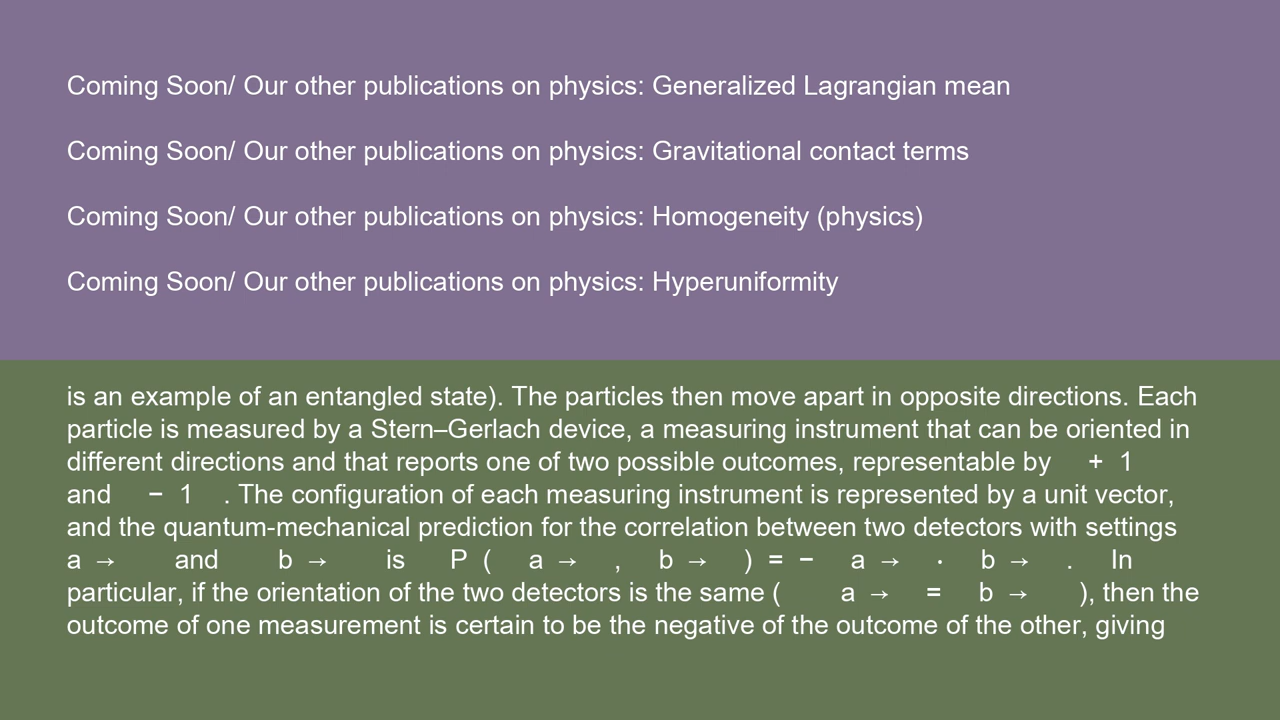 Coming Soon/ Our other publications on physics: Generalized Lagrangian mean
Coming Soon/ Our other publications on physics: Gravitational contact terms
Coming Soon/ Our other publications on physics: Homogeneity (physics)
Coming Soon/ Our other publications on physics: Hyperuniformity
is an example of an entangled state). The particles then move apart in opposite directions. Each
particle is measured by a Stern–Gerlach device, a measuring instrument that can be oriented in
different directions and that reports one of two possible outcomes, representable by + 1
and − 1 . The configuration of each measuring instrument is represented by a unit vector,
and the quantum-mechanical prediction for the correlation between two detectors with settings
a → and b → is P ( a → , b → ) = − a → ⋅ b → . In
particular, if the orientation of the two detectors is the same ( a → = b → ), then the
outcome of one measurement is certain to be the negative of the outcome of the other, giving